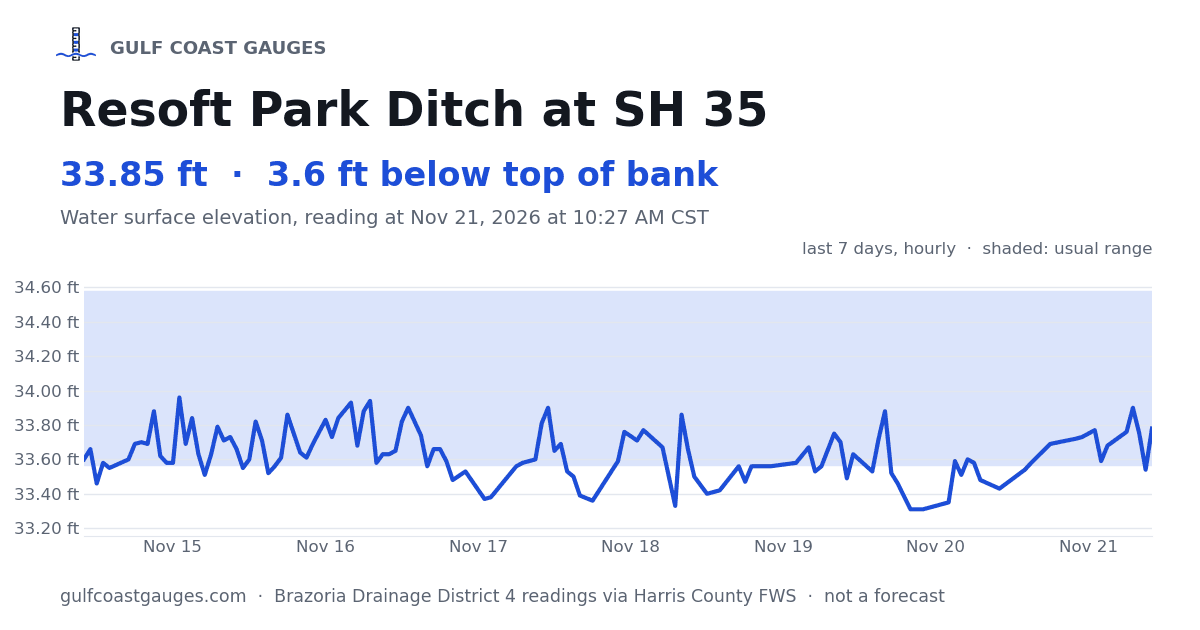 GULF COAST GAUGES
Resoft Park Ditch at SH 35
33.85 ft · 3.6 ft below top of bank
Water surface elevation, reading at Nov 21, 2026 at 10:27 AM CST
last 7 days, hourly · shaded: usual range
34.60 ft
34.40 ft
34.20 ft
34.00 ft
33.80 ft
33.60 ft
33.40 ft
33.20 ft
Nov 15 Nov 16 Nov 17 Nov 18 Nov 19 Nov 20 Nov 21
gulfcoastgauges.com · Brazoria Drainage District 4 readings via Harris County FWS · not a forecast